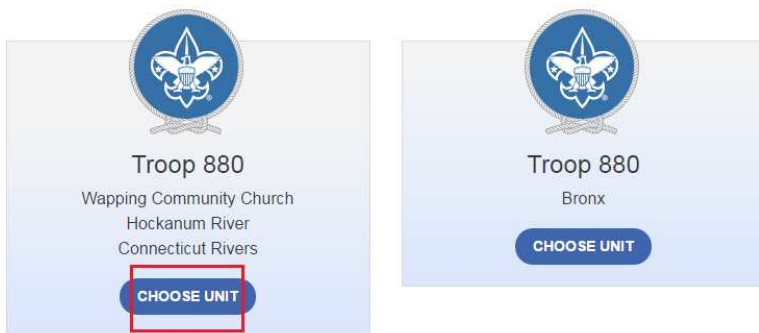 Troop 880
Wapping Community Church
Hockanum River
Connecticut Rivers
CHOOSE UNIT
Troop 880
Bronx
CHOOSE UNIT